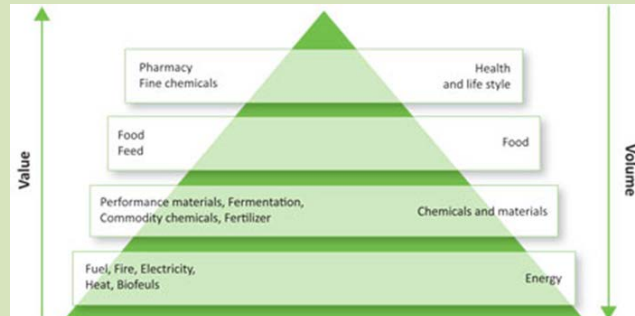 Value
Volume
Pharmacy
Fine chemicals
Health
and life style
Food
Feed
Food
Performance materials, Fermentation,
Commodity chemicals, Fertilizer
Chemicals and materials
Fuel, Fire, Electricity,
Heat, Biofeuls
Energy